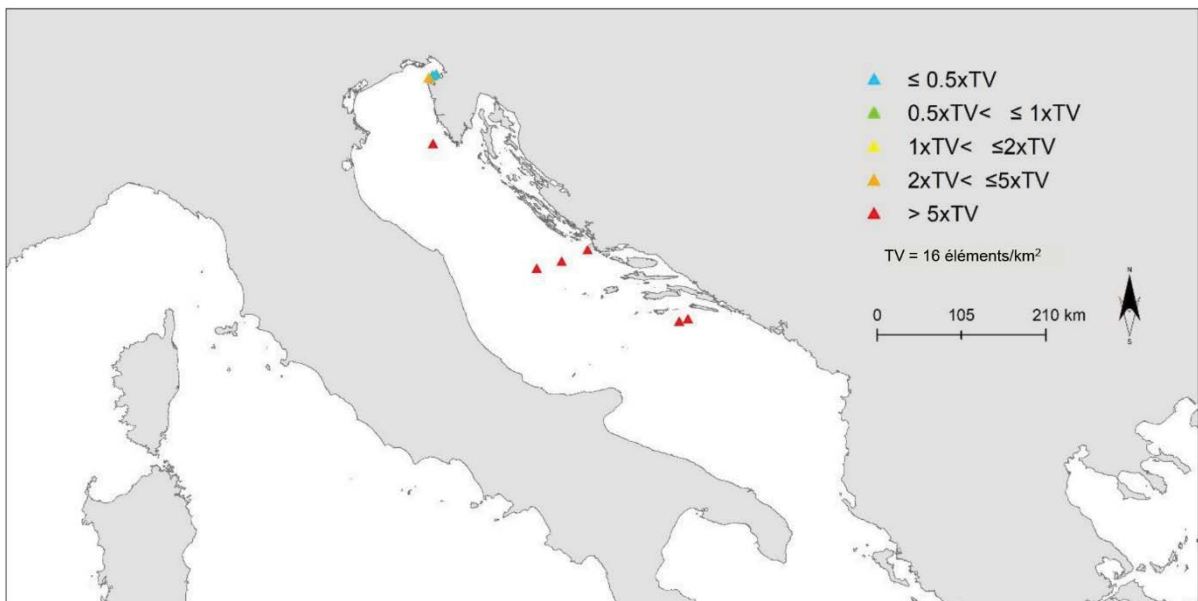 ≤ 0.5xTV
0.5xTV< ≤ 1xTV
1xTV< ≤2xTV
2xTV< ≤5xTV
> 5xTV
TV = 16 éléments/km²
N
S
0 105 210 km